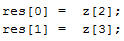 res[0] = z[2];
res[1] = z[3];